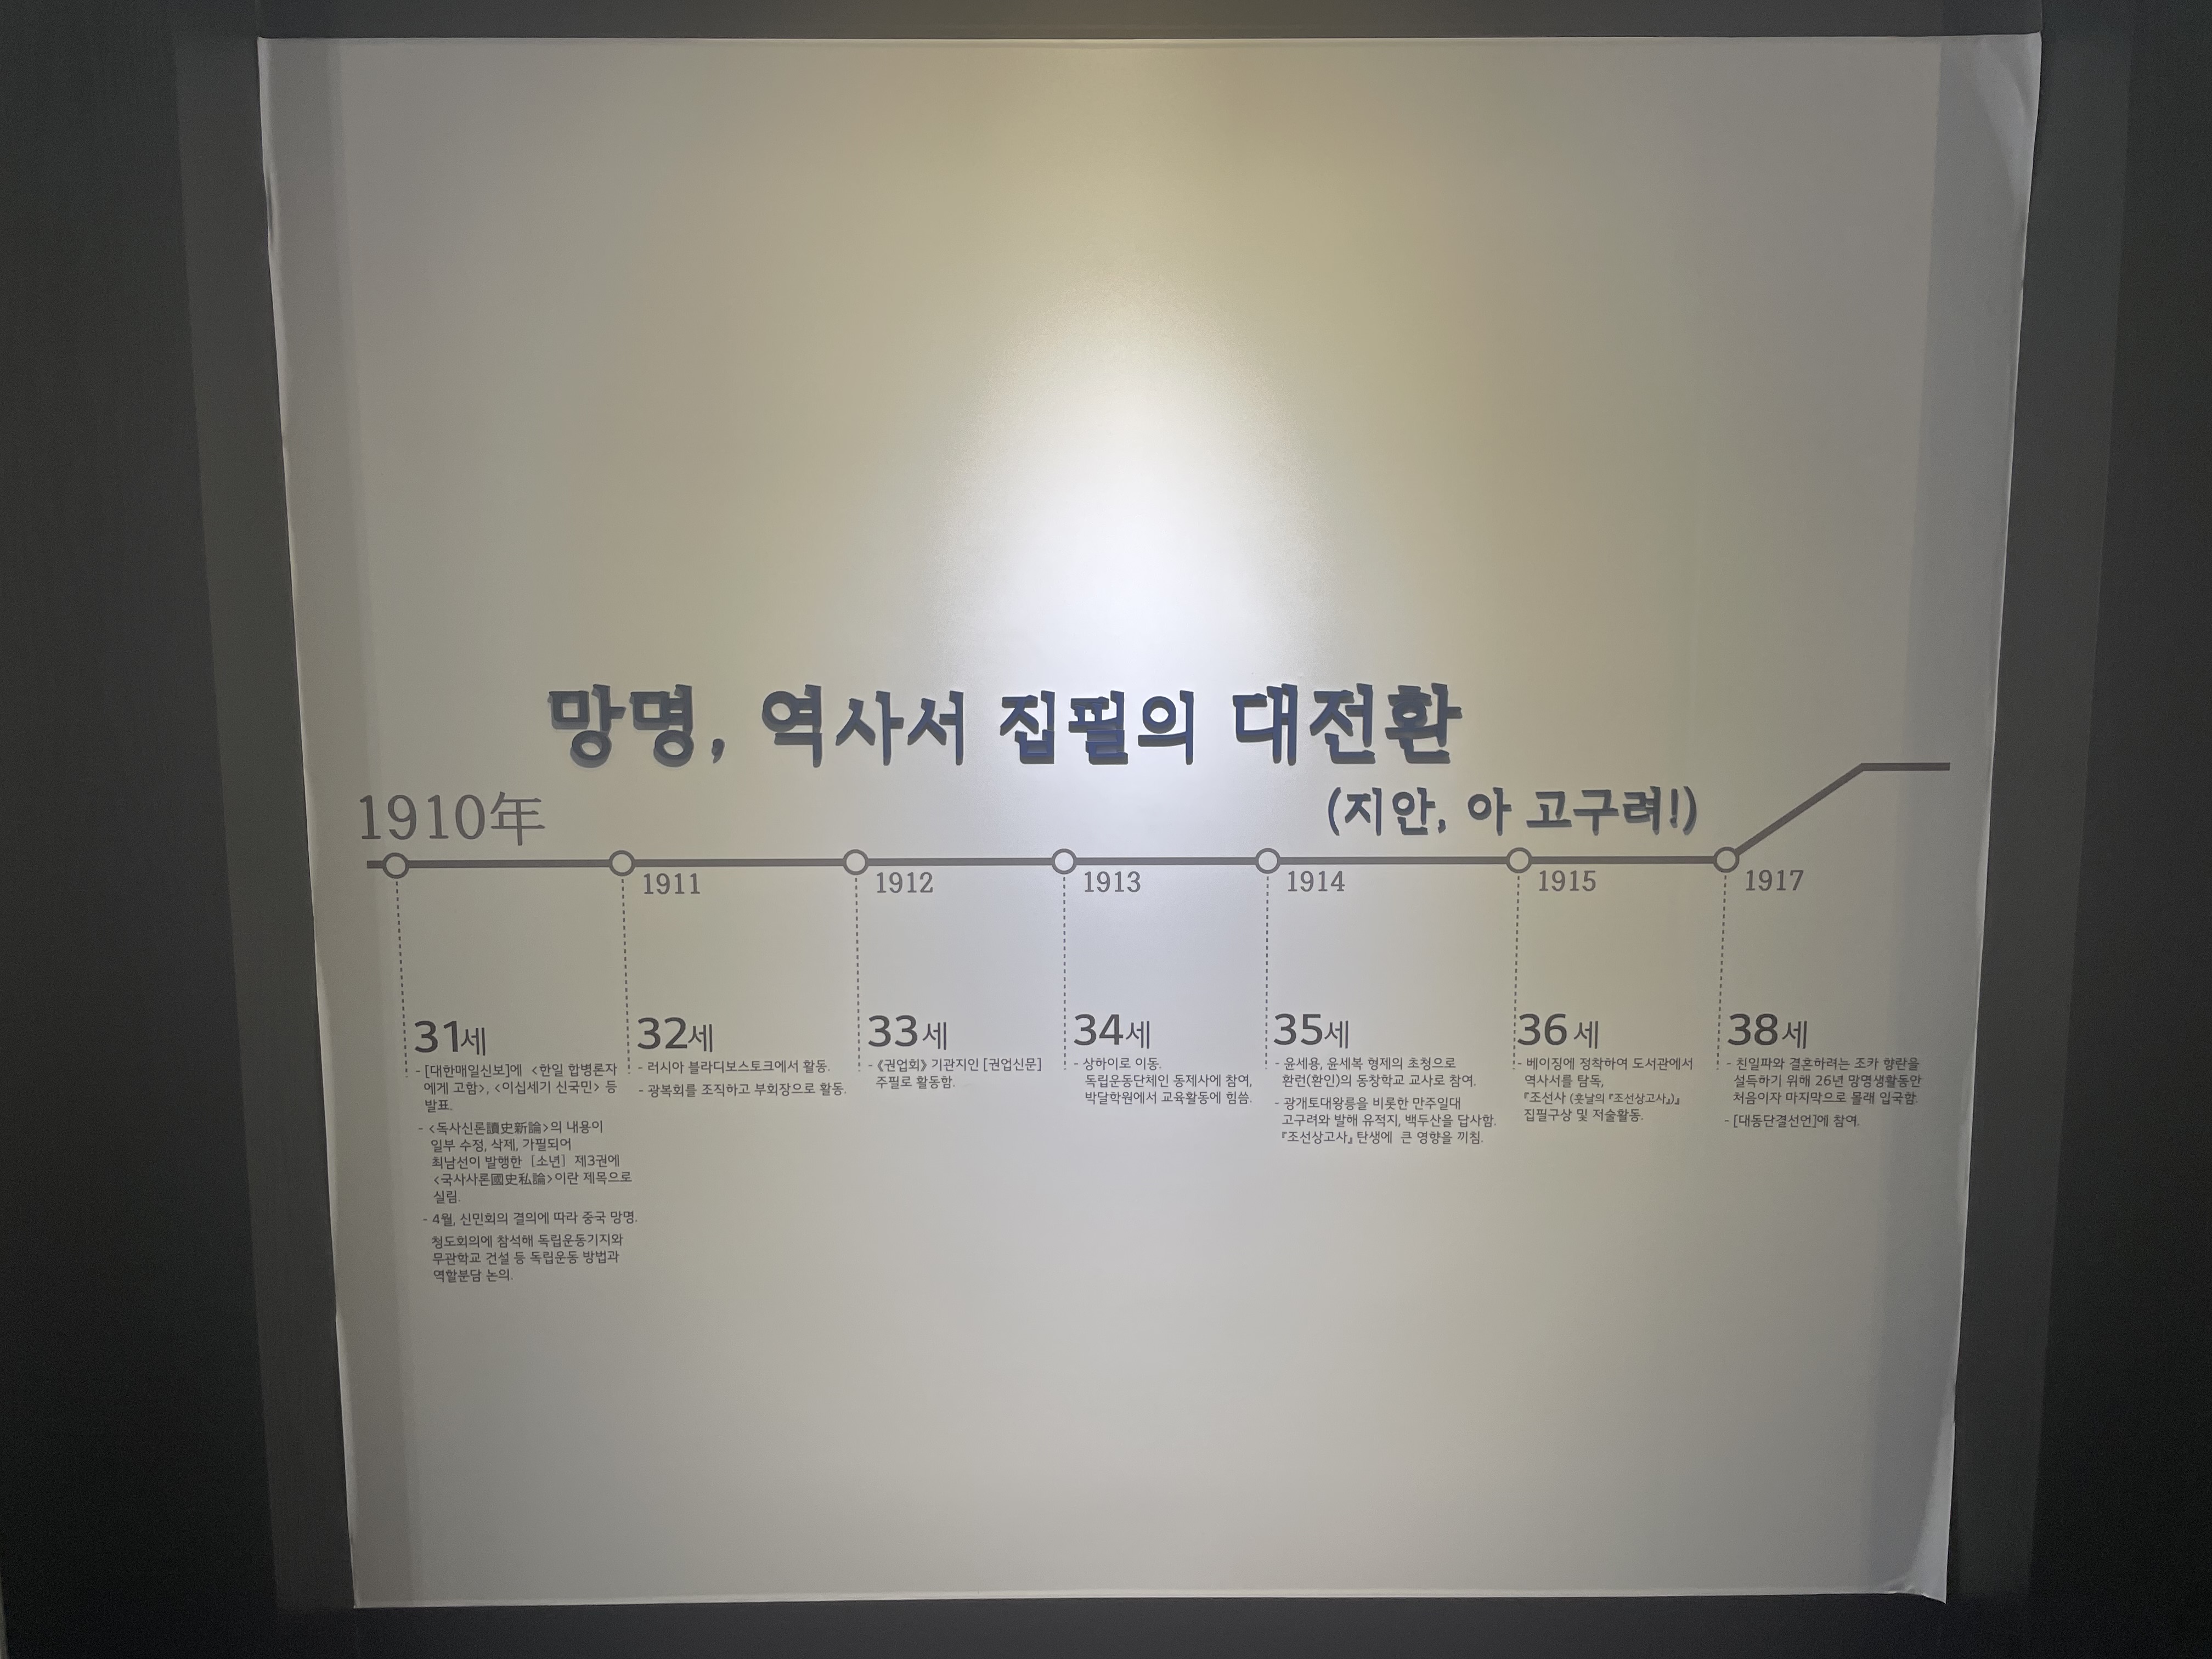 망명, 역사서 집필의 대전환
(지안, 아 고구려!)
1910年
1911
1912
1913
1914
1915
1917
31세
- [대한매일신보]에 <한일 합병론자
에게 고함>, <이십세기 신국민> 등
발표.
- <독사신론讀史新論>의 내용이
일부 수정, 삭제, 가필되어
최남선이 발행한 [소년] 제3권에
<국사사론國史私論>이란 제목으로
실림.
- 4월, 신민회의 결의에 따라 중국 망명.
청도회의에 참석해 독립운동기지와
무관학교 건설 등 독립운동 방법과
역할분담 논의.
32세
- 러시아 블라디보스토크에서 활동.
- 광복회를 조직하고 부회장으로 활동.
33세
- 《권업회》 기관지인 [권업신문]
주필로 활동함.
34세
- 상하이로 이동.
독립운동단체인 동제사에 참여,
박달학원에서 교육활동에 힘씀.
35세
- 윤세용, 윤세복 형제의 초청으로
환런(환인)의 동창학교 교사로 참여.
- 광개토대왕릉을 비롯한 만주일대
고구려와 발해 유적지, 백두산을 답사함.
『조선상고사』 탄생에 큰 영향을 끼침.
36세
- 베이징에 정착하여 도서관에서
역사서를 탐독,
『조선사 (훗날의 『조선상고사』)』
집필구상 및 저술활동.
38세
- 친일파와 결혼하려는 조카 향란을
설득하기 위해 26년 망명생활동안
처음이자 마지막으로 몰래 입국함.
- [대동단결선언]에 참여.